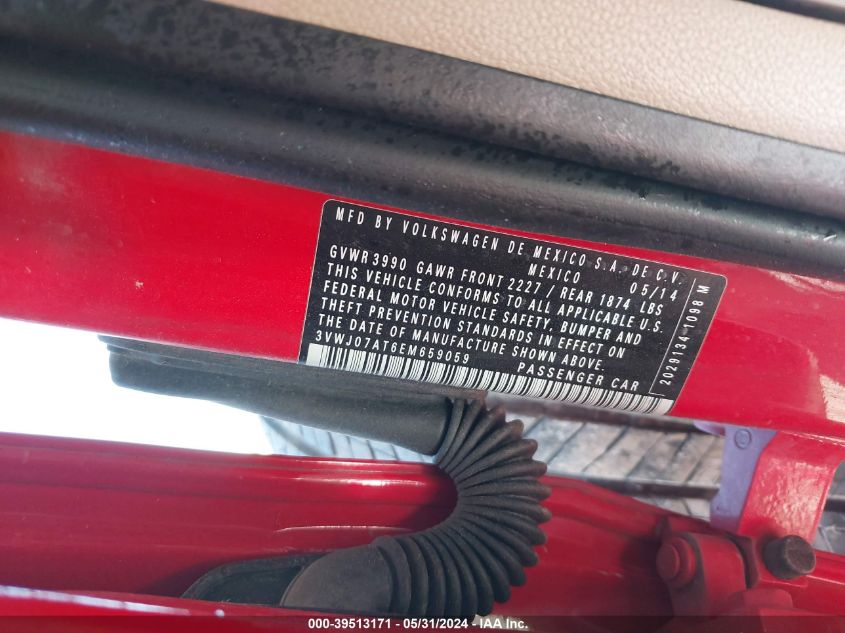 MFD BY VOLKSWAGEN DE MEXICO S.A. DE C.V.
MEXICO 05/14
GVWR 3990 GAWR FRONT 2227 / REAR 1874 LBS
THIS VEHICLE CONFORMS TO ALL APPLICABLE U.S.
FEDERAL MOTOR VEHICLE SAFETY, BUMPER AND
THEFT PREVENTION STANDARDS IN EFFECT ON
THE DATE OF MANUFACTURE SHOWN ABOVE.
3VWJ07AT6EM659059 PASSENGER CAR
2029134-1098 M
000-39513171 - 05/31/2024 - IAA Inc.